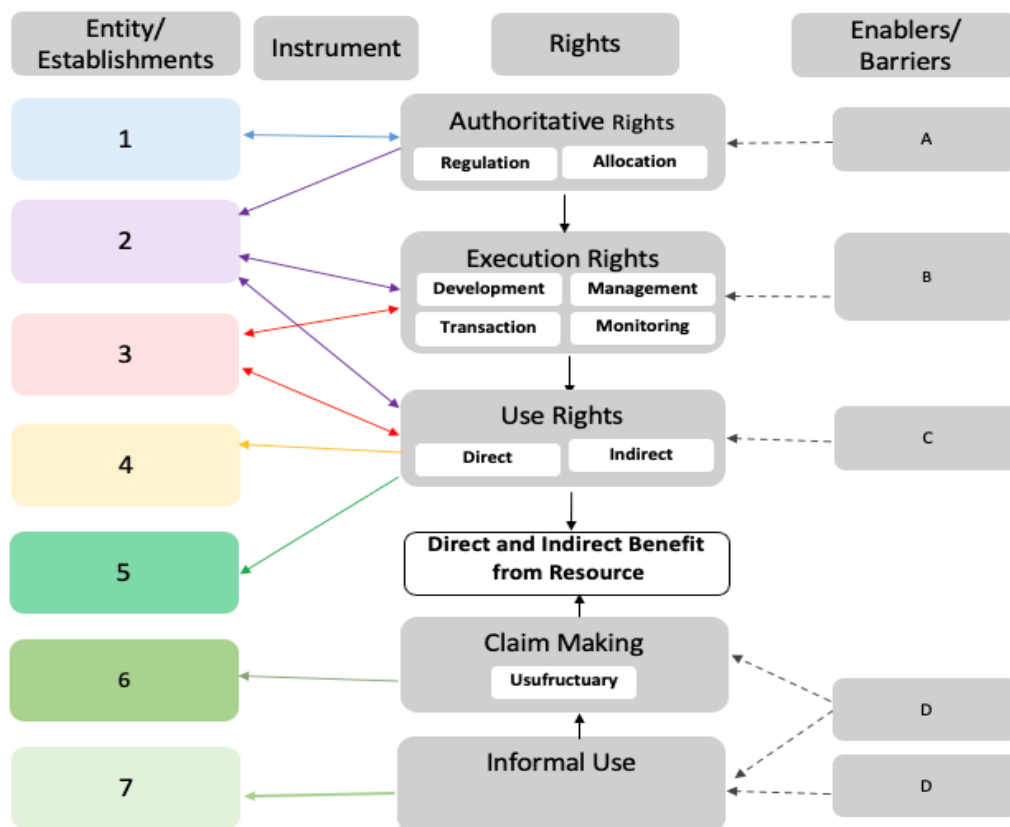 Entity/
Establishments
Instrument
Rights
Enablers/
Barriers
1
Authoritative Rights
Regulation
Allocation
A
2
Execution Rights
Development
Management
Transaction
Monitoring
B
3
Use Rights
Direct
Indirect
C
4
5
Direct and Indirect Benefit
from Resource
6
Claim Making
Usufructuary
D
7
Informal Use
D